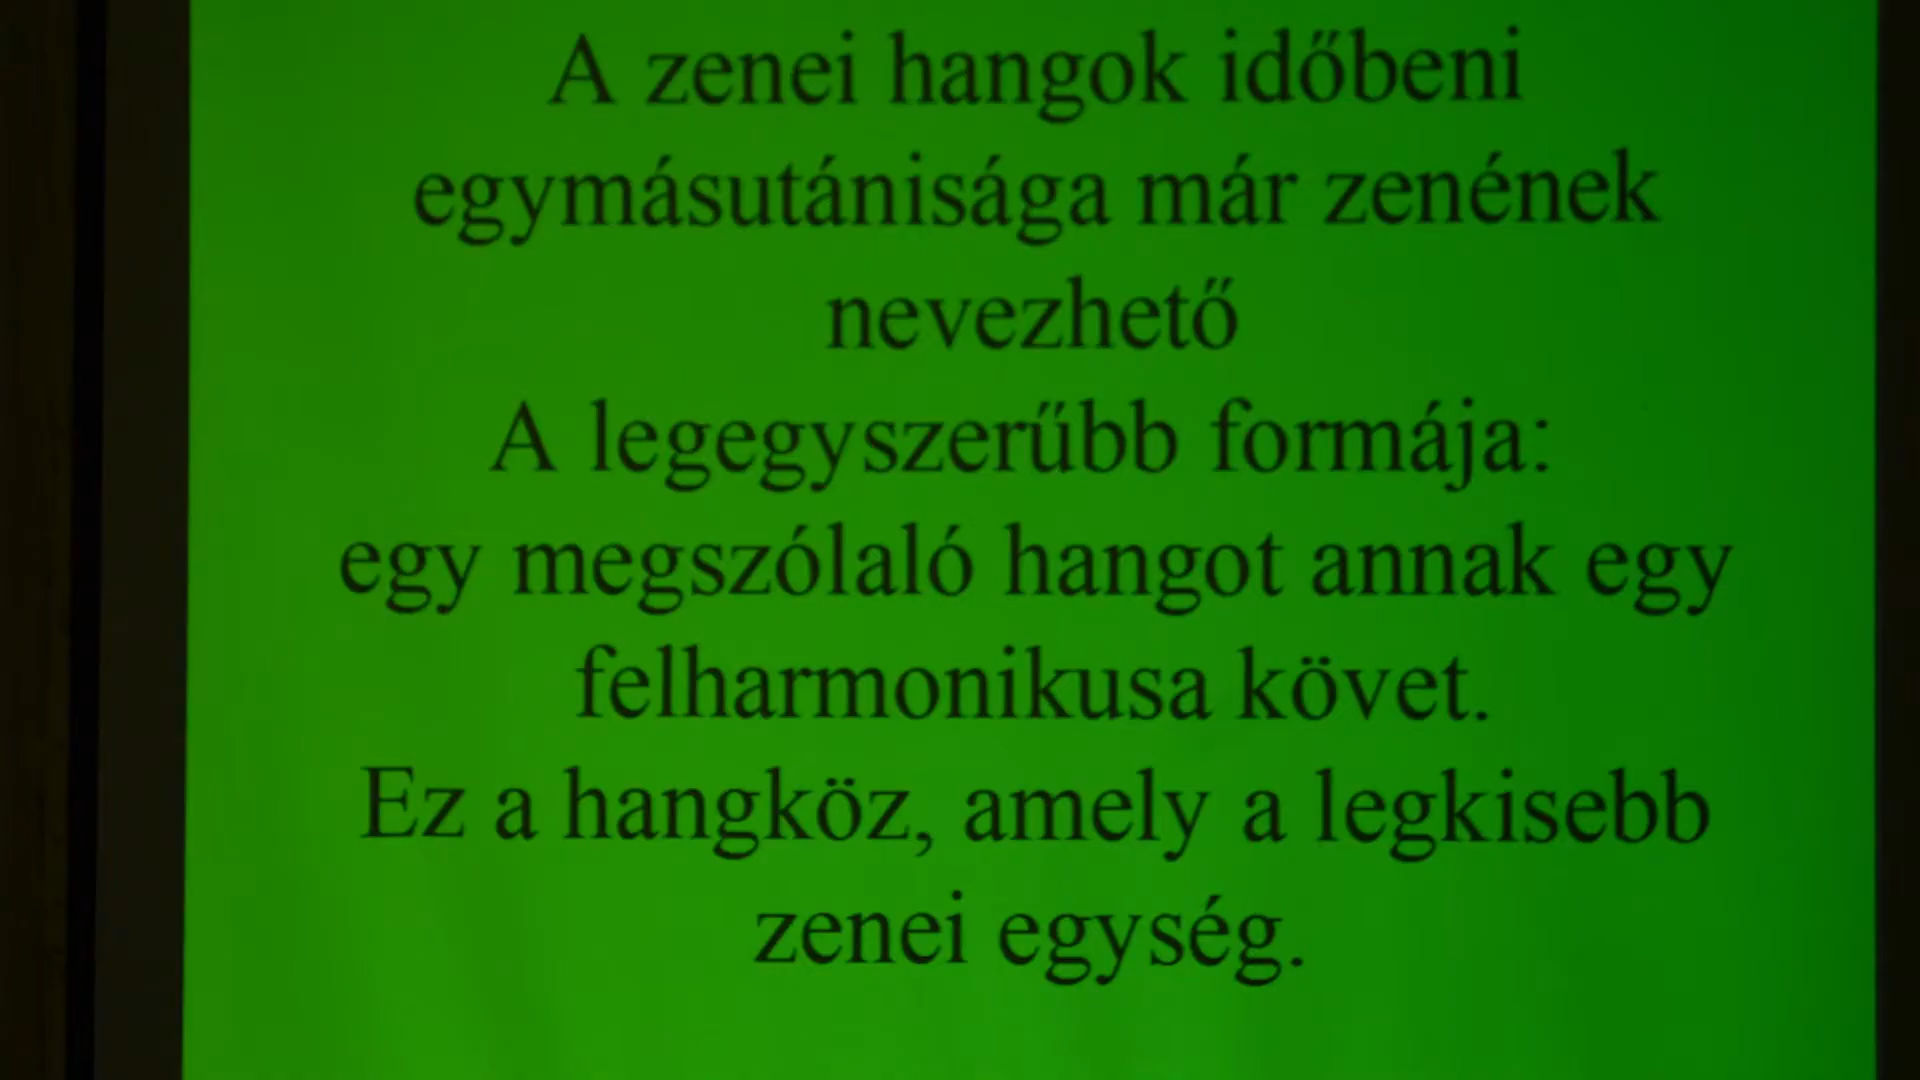 A zenei hangok időbeni
egymásutánisága már zenének
nevezhető
A legegyszerűbb formája:
egy megszólaló hangot annak egy
felharmonikusa követ.
Ez a hangköz, amely a legkisebb
zenei egység.